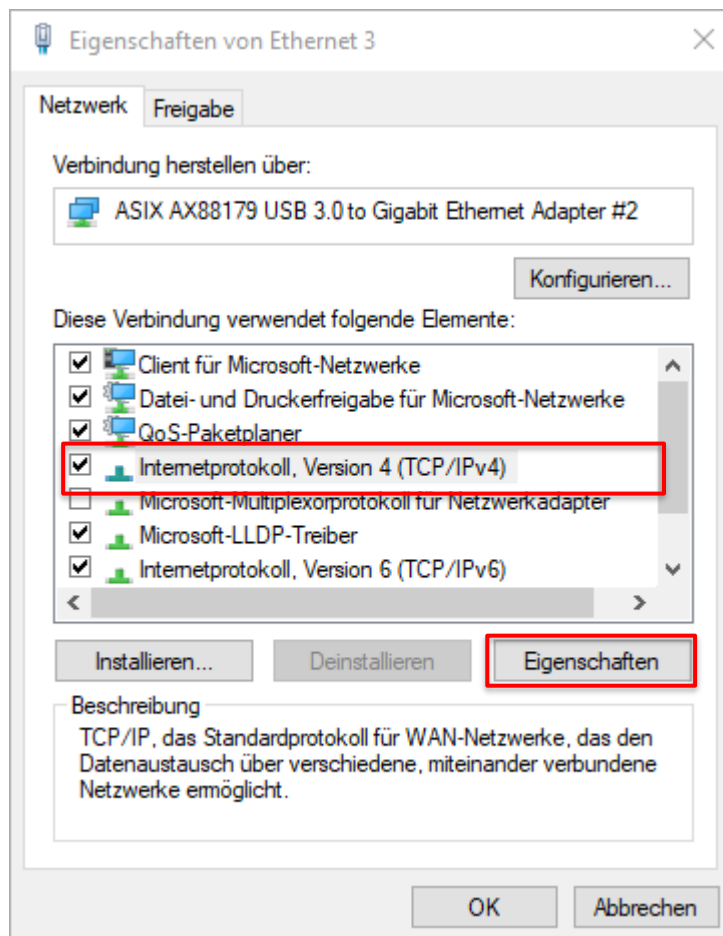 Eigenschaften von Ethernet 3
Netzwerk
Freigabe
Verbindung herstellen über:
ASIX AX88179 USB 3.0 to Gigabit Ethernet Adapter #2
Konfigurieren...
Diese Verbindung verwendet folgende Elemente:
Client für Microsoft-Netzwerke
Datei- und Druckerfreigabe für Microsoft-Netzwerke
QoS-Paketplaner
Internetprotokoll, Version 4 (TCP/IPv4)
Microsoft-Multiplexorprotokoll für Netzwerkadapter
Microsoft-LLDP-Treiber
Internetprotokoll, Version 6 (TCP/IPv6)
Installieren...
Deinstallieren
Eigenschaften
Beschreibung
TCP/IP, das Standardprotokoll für WAN-Netzwerke, das den
Datenaustausch über verschiedene, miteinander verbundene
Netzwerke ermöglicht.
OK
Abbrechen